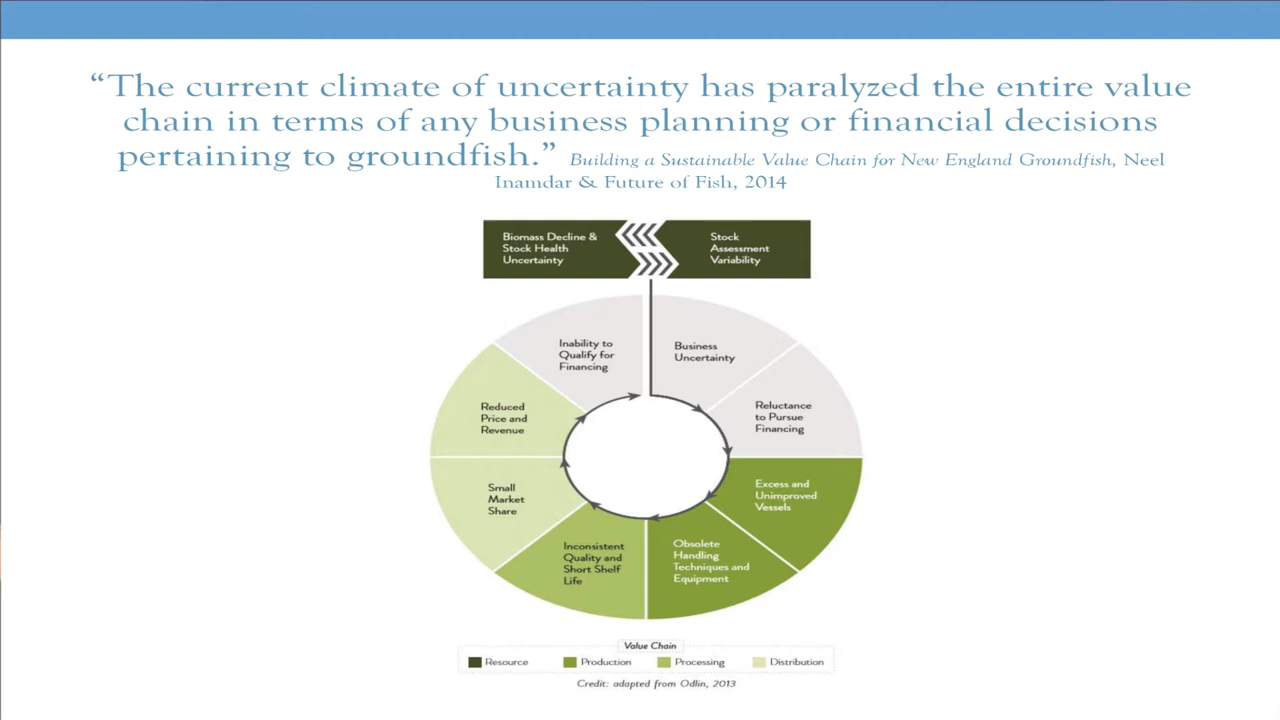 “The current climate of uncertainty has paralyzed the entire value
chain in terms of any business planning or financial decisions
pertaining to groundfish.” Building a Sustainable Value Chain for New England Groundfish, Neel
Inamdar & Future of Fish, 2014
Biomass Decline &
Stock Health
Uncertainty
Stock
Assessment
Variability
Inability to
Qualify for
Financing
Business
Uncertainty
Reluctance
to Pursue
Financing
Reduced
Price and
Revenue
Small
Market
Share
Excess and
Unimproved
Vessels
Inconsistent
Quality and
Short Shelf
Life
Obsolete
Handling
Techniques and
Equipment
Value Chain
Resource
Production
Processing
Distribution
Credit: adapted from Odlin, 2013